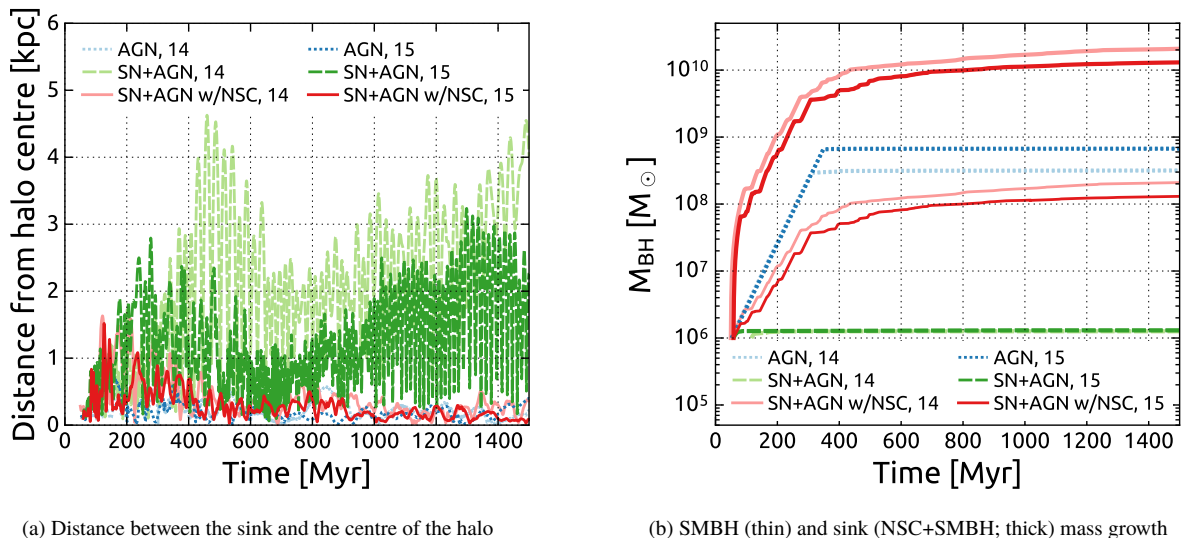 Distance from halo centre [kpc]
6
5
4
3
2
1
0
AGN, 14
SN+AGN, 14
SN+AGN w/NSC, 14
AGN, 15
SN+AGN, 15
SN+AGN w/NSC, 15
0 200 400 600 800 1000 1200 1400
Time [Myr]
(a) Distance between the sink and the centre of the halo
M_BH [M_⊙]
10^10
10^9
10^8
10^7
10^6
10^5
AGN, 14
SN+AGN, 14
SN+AGN w/NSC, 14
AGN, 15
SN+AGN, 15
SN+AGN w/NSC, 15
0 200 400 600 800 1000 1200 1400
Time [Myr]
(b) SMBH (thin) and sink (NSC+SMBH; thick) mass growth